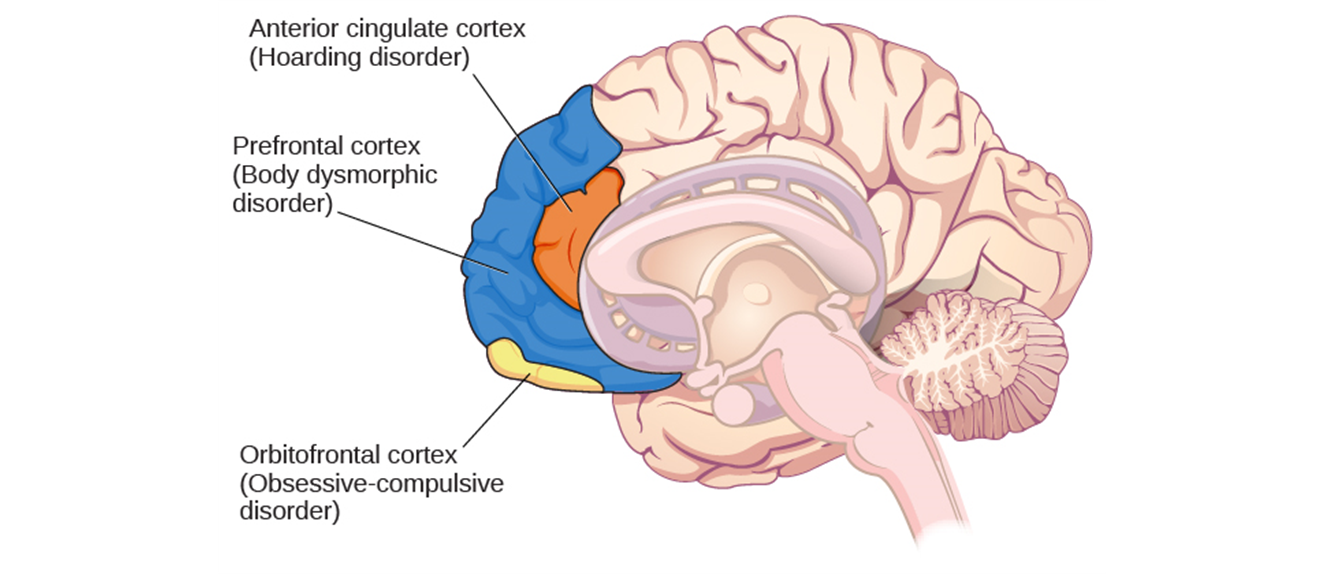 Anterior cingulate cortex
(Hoarding disorder)
Prefrontal cortex
(Body dysmorphic
disorder)
Orbitofrontal cortex
(Obsessive-compulsive
disorder)